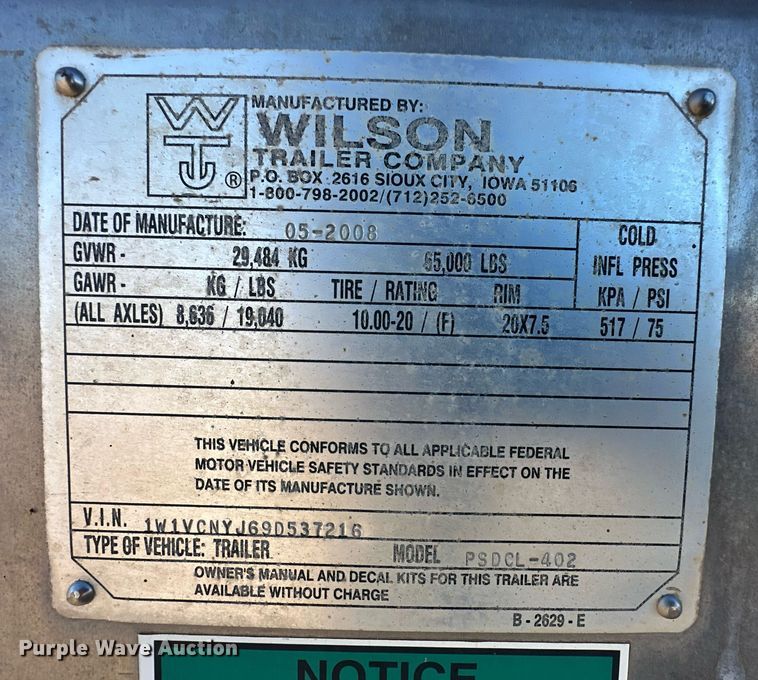 WT
®
MANUFACTURED BY:
WILSON
TRAILER COMPANY
P.O. BOX 2616 SIOUX CITY, IOWA 51106
1-800-798-2002/(712)252-6500
DATE OF MANUFACTURE: 05-2008
COLD
GVWR - 29,484 KG 65,000 LBS
INFL PRESS
GAWR - KG / LBS TIRE / RATING RIM
KPA / PSI
(ALL AXLES) 8,636 / 19,040 10.00-20 / (F) 20X7.5 517 / 75
THIS VEHICLE CONFORMS TO ALL APPLICABLE FEDERAL
MOTOR VEHICLE SAFETY STANDARDS IN EFFECT ON THE
DATE OF ITS MANUFACTURE SHOWN.
V.I.N. 1W1VCNYJ69D537216
TYPE OF VEHICLE: TRAILER MODEL PSDCL-402
OWNER'S MANUAL AND DECAL KITS FOR THIS TRAILER ARE
AVAILABLE WITHOUT CHARGE
B - 2629 - E
Purple Wave Auction
NOTICE